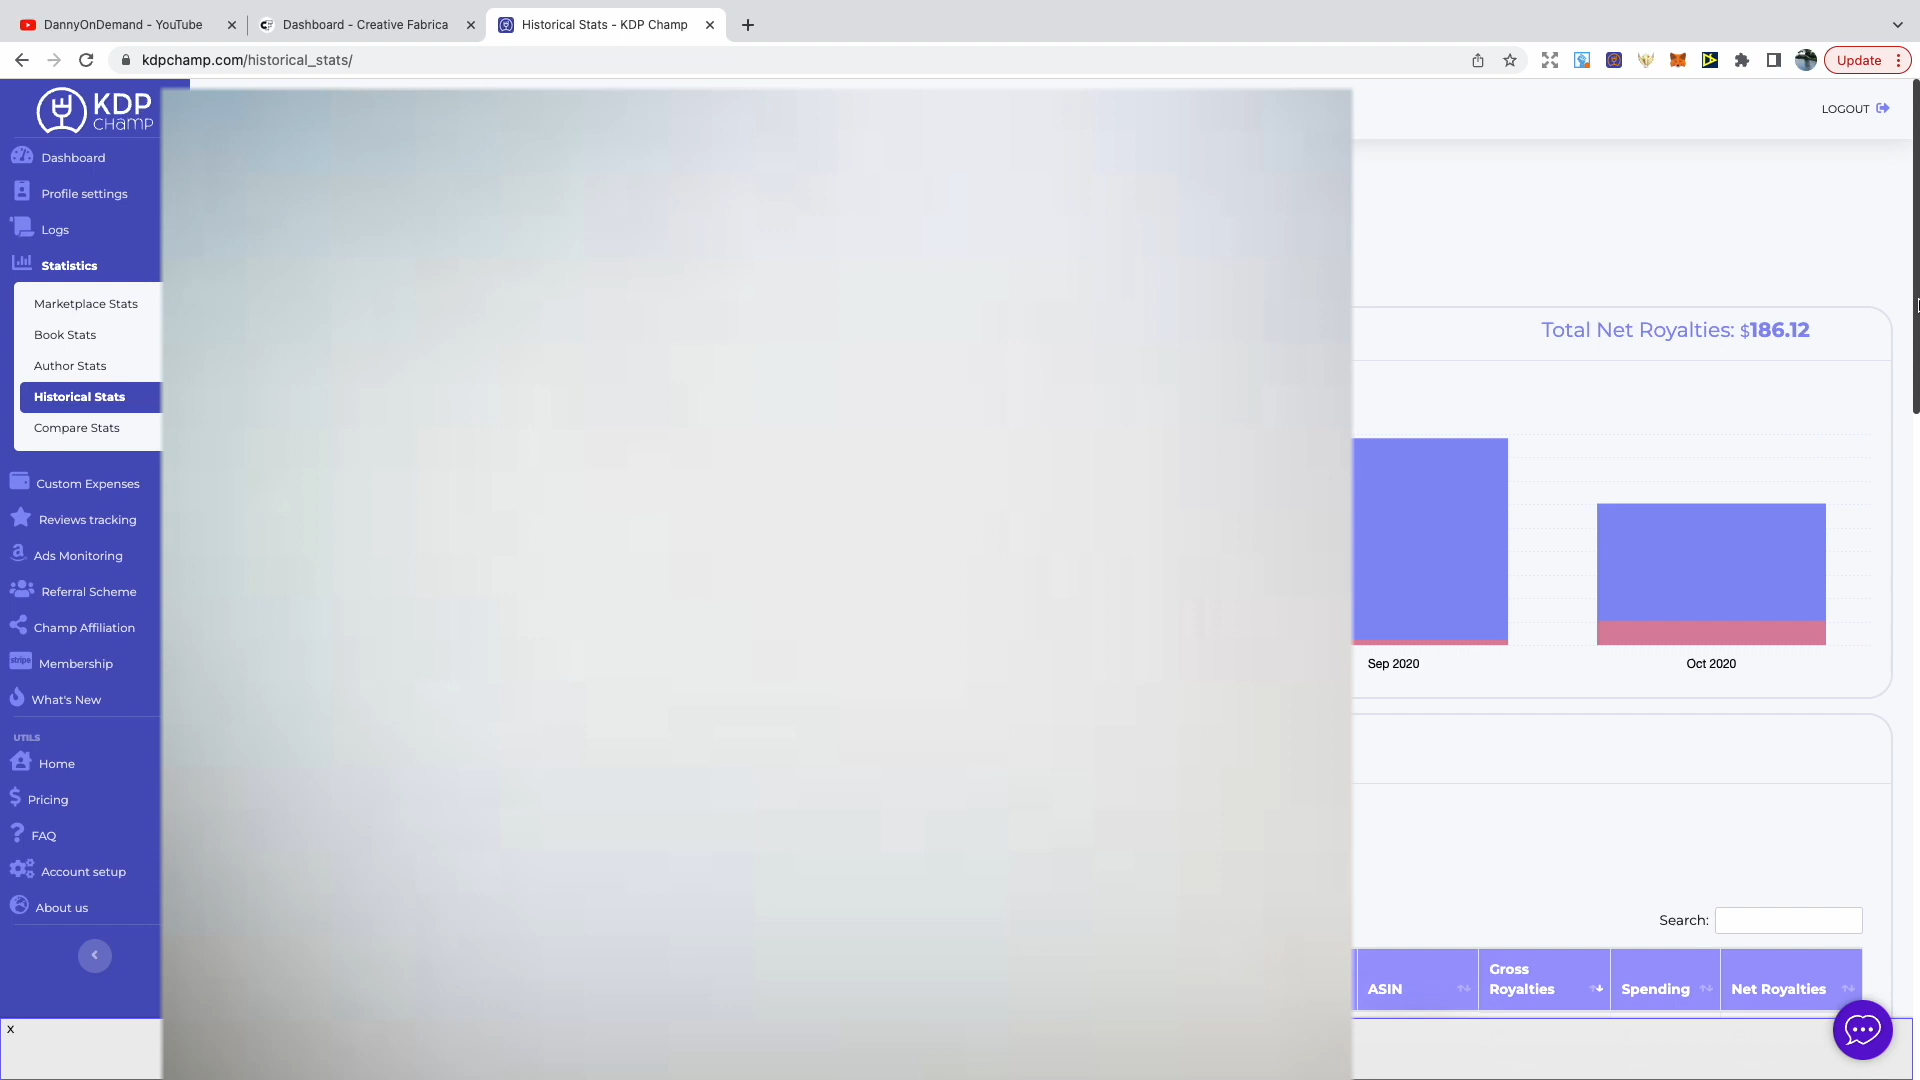 DannyOnDemand - YouTube
Dashboard - Creative Fabrica
Historical Stats - KDP Champ
kdpchamp.com/historical_stats/
Update
KDP
CHAMP
LOGOUT
Dashboard
Profile settings
Logs
Statistics
Marketplace Stats
Book Stats
Author Stats
Historical Stats
Compare Stats
Custom Expenses
Reviews tracking
Ads Monitoring
Referral Scheme
Champ Affiliation
stripe
Membership
What's New
UTILS
Home
Pricing
FAQ
Account setup
About us
x
Total Net Royalties: $186.12
Sep 2020
Oct 2020
Search:
ASIN
Gross
Royalties
Spending
Net Royalties